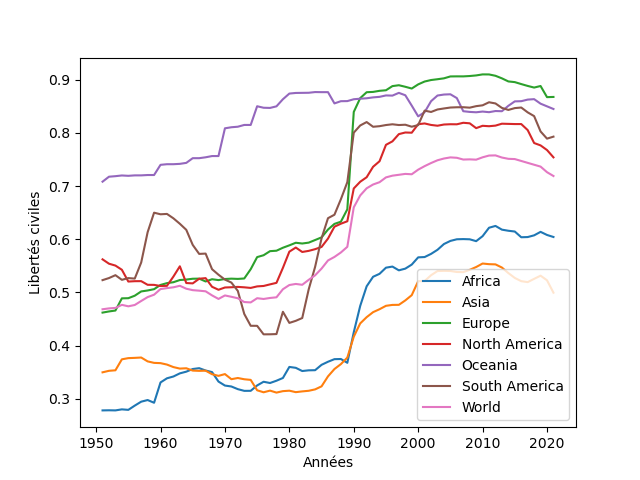 0.9
0.8
0.7
0.6
0.5
0.4
0.3
Libertés civiles
1950 1960 1970 1980 1990 2000 2010 2020
Années
Africa
Asia
Europe
North America
Oceania
South America
World